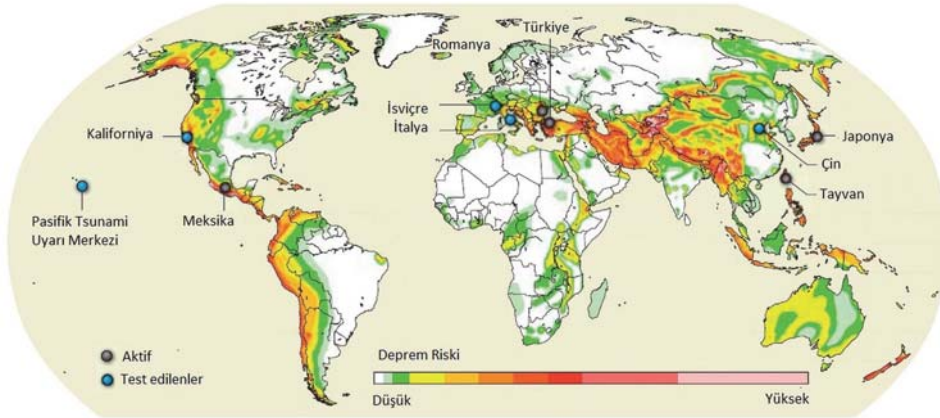 Türkiye
Romanya
İsviçre
İtalya
Kaliforniya
Japonya
Çin
Tayvan
Meksika
Pasifik Tsunami
Uyarı Merkezi
Aktif
Test edilenler
Deprem Riski
Düşük
Yüksek